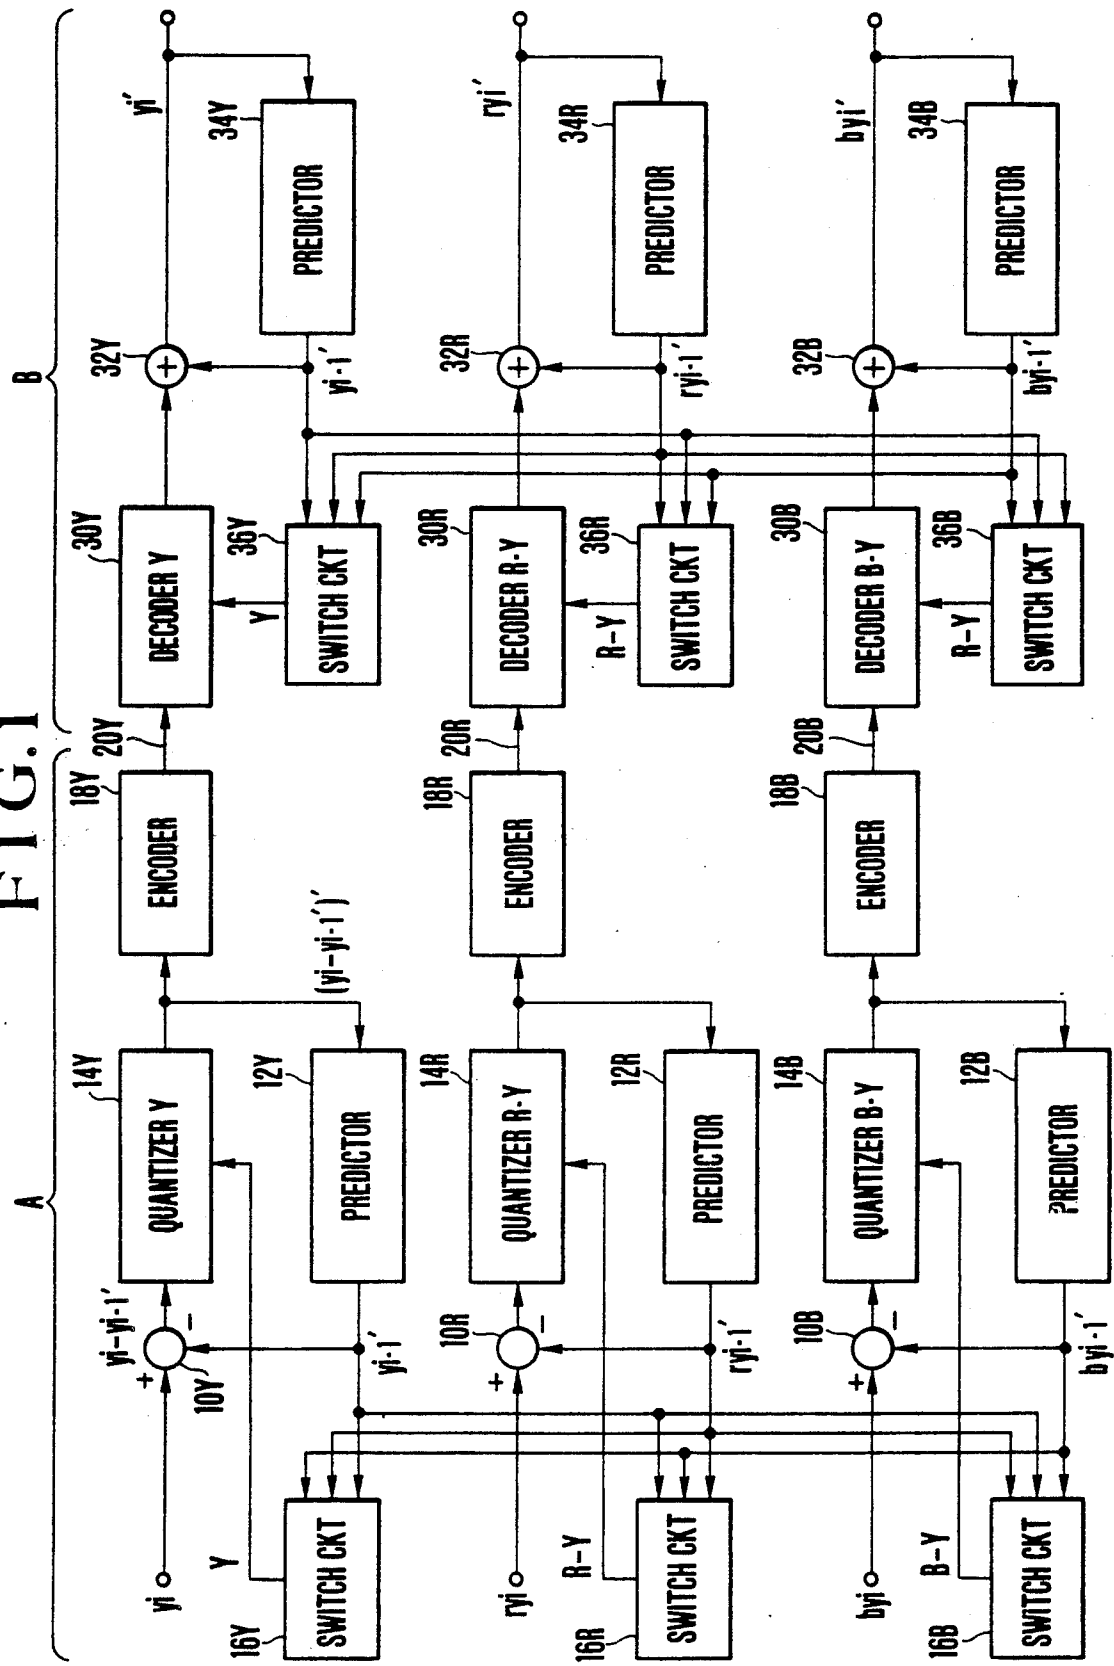 FIG.1
A
B
yi
+
10Y
yi-yi-1'
−
14Y
QUANTIZER Y
18Y
ENCODER
20Y
30Y
DECODER Y
32Y
+
yi'
16Y
SWITCH CKT
Y
yi-1'
12Y
PREDICTOR
(yi-yi-1')'
36Y
SWITCH CKT
Y
yi-1'
34Y
PREDICTOR
ryi
+
10R
−
14R
QUANTIZER R-Y
18R
ENCODER
20R
30R
DECODER R-Y
32R
+
ryi'
16R
SWITCH CKT
R-Y
ryi-1'
12R
PREDICTOR
36R
SWITCH CKT
R-Y
ryi-1'
34R
PREDICTOR
byi
+
10B
−
14B
QUANTIZER B-Y
18B
ENCODER
20B
30B
DECODER B-Y
32B
+
byi'
16B
SWITCH CKT
B-Y
byi-1'
12B
PREDICTOR
36B
SWITCH CKT
R-Y
byi-1'
34B
PREDICTOR